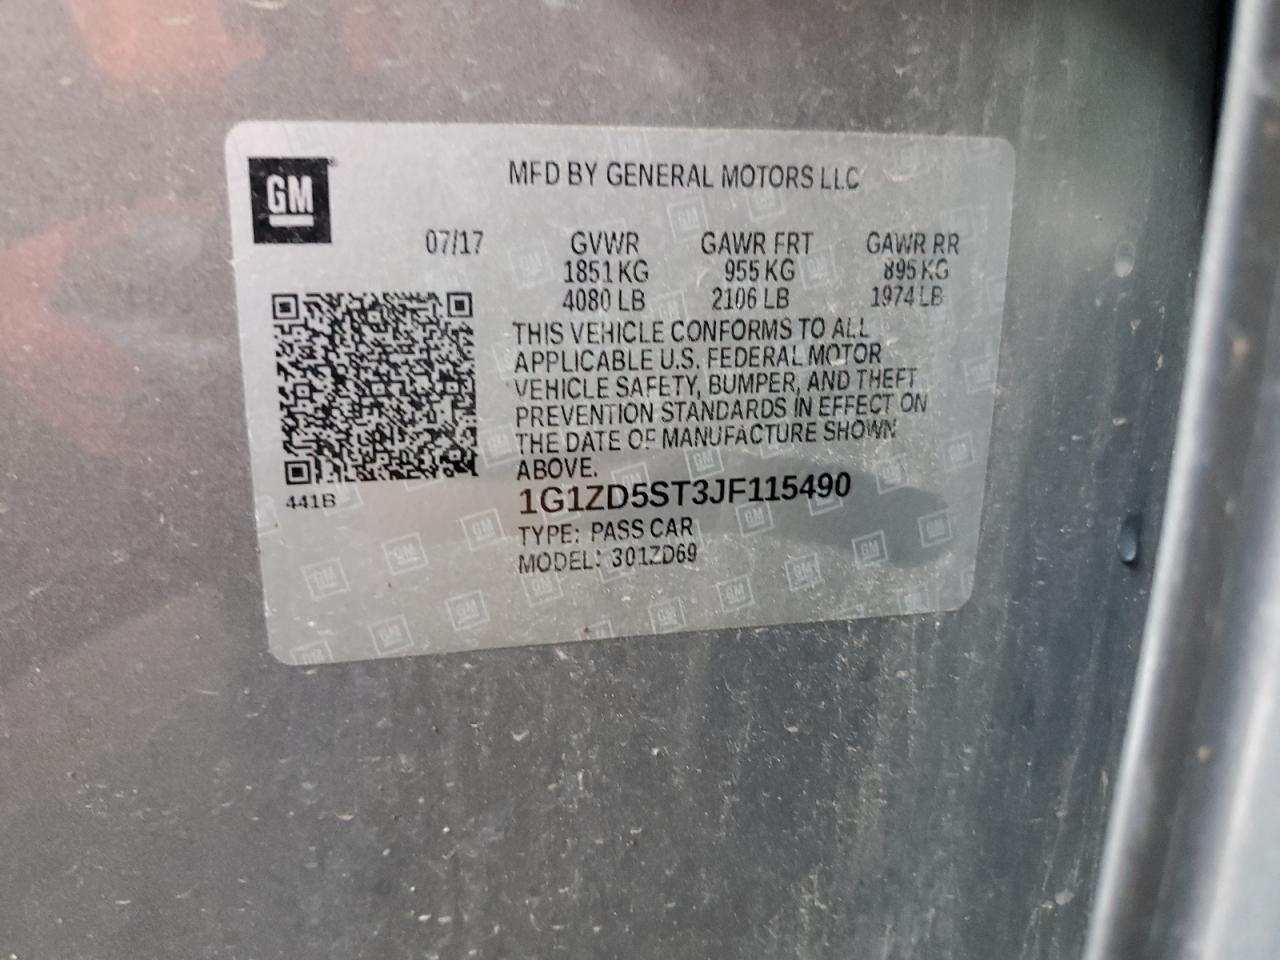 GM
MFD BY GENERAL MOTORS LLC
07/17 GVWR GAWR FRT GAWR RR
1851 KG 955 KG 895 KG
4080 LB 2106 LB 1974 LB
THIS VEHICLE CONFORMS TO ALL
APPLICABLE U.S. FEDERAL MOTOR
VEHICLE SAFETY, BUMPER, AND THEFT
PREVENTION STANDARDS IN EFFECT ON
THE DATE OF MANUFACTURE SHOWN
ABOVE.
441B
1G1ZD5ST3JF115490
TYPE: PASS CAR
MODEL: 301ZD69